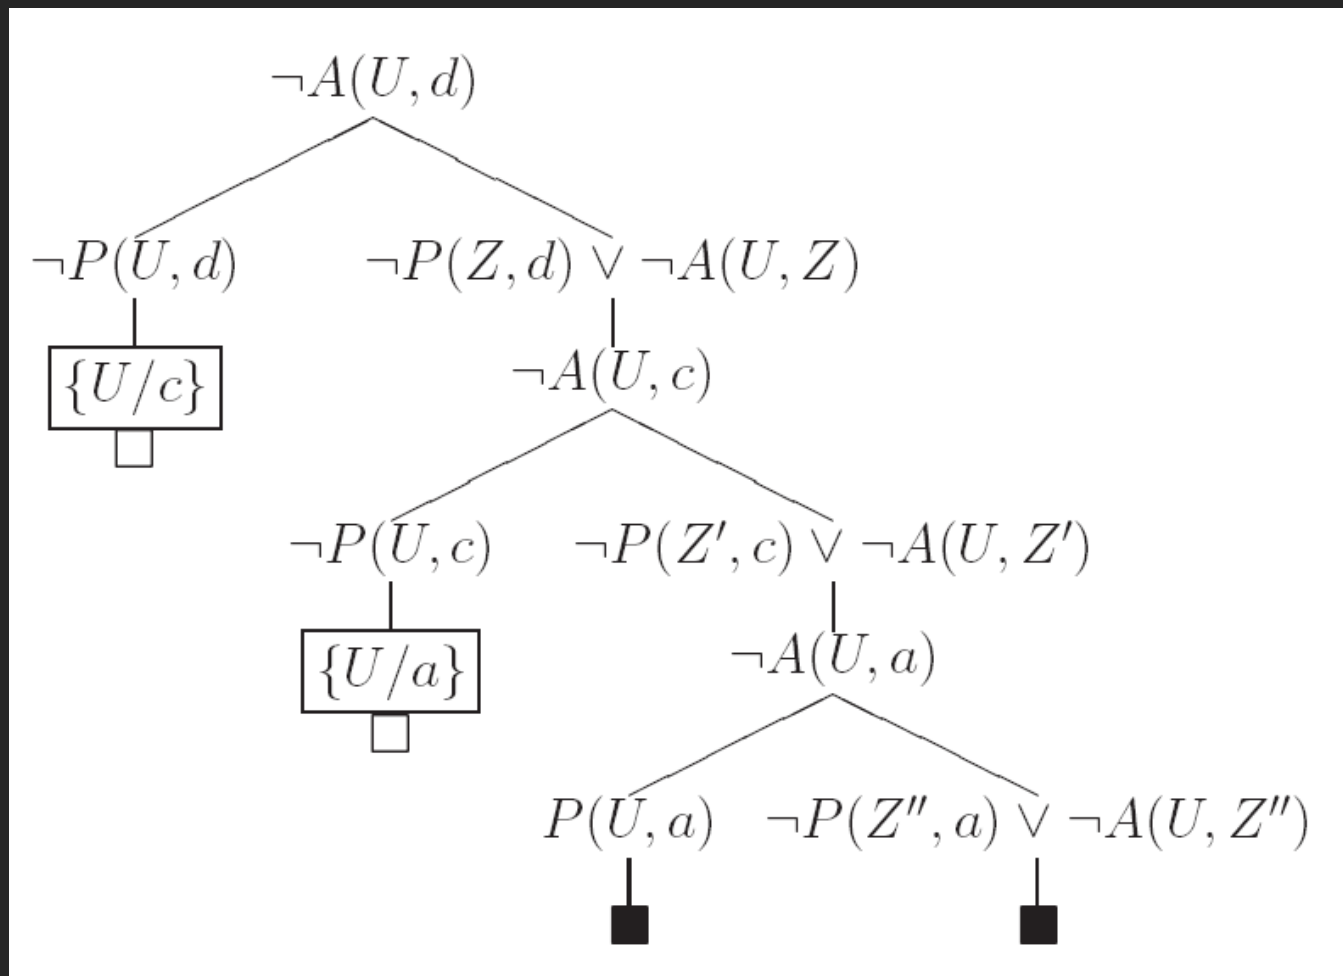 ¬A(U, d)
¬P(U, d) ¬P(Z, d) ∨ ¬A(U, Z)
{U/c} ¬A(U, c)
¬P(U, c) ¬P(Z′, c) ∨ ¬A(U, Z′)
{U/a} ¬A(U, a)
P(U, a) ¬P(Z″, a) ∨ ¬A(U, Z″)